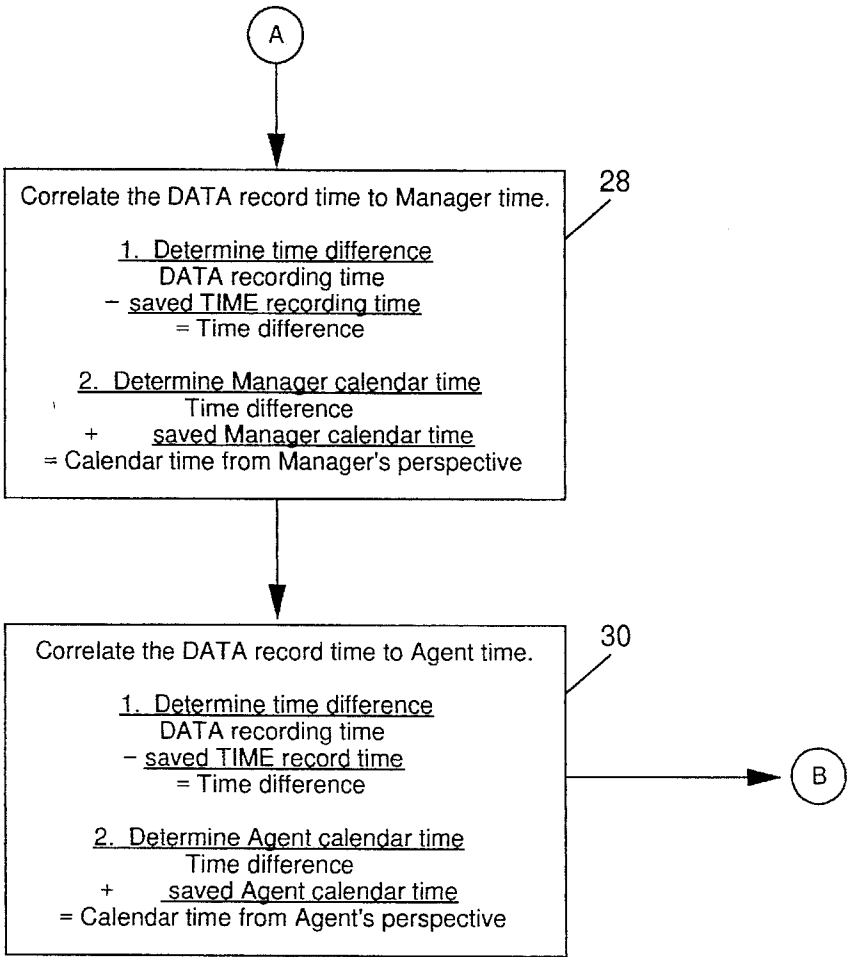 A
28
Correlate the DATA record time to Manager time.
1. Determine time difference
DATA recording time
– saved TIME recording time
= Time difference
2. Determine Manager calendar time
Time difference
+ saved Manager calendar time
= Calendar time from Manager's perspective
30
Correlate the DATA record time to Agent time.
1. Determine time difference
DATA recording time
– saved TIME record time
= Time difference
2. Determine Agent calendar time
Time difference
+ saved Agent calendar time
= Calendar time from Agent's perspective
B